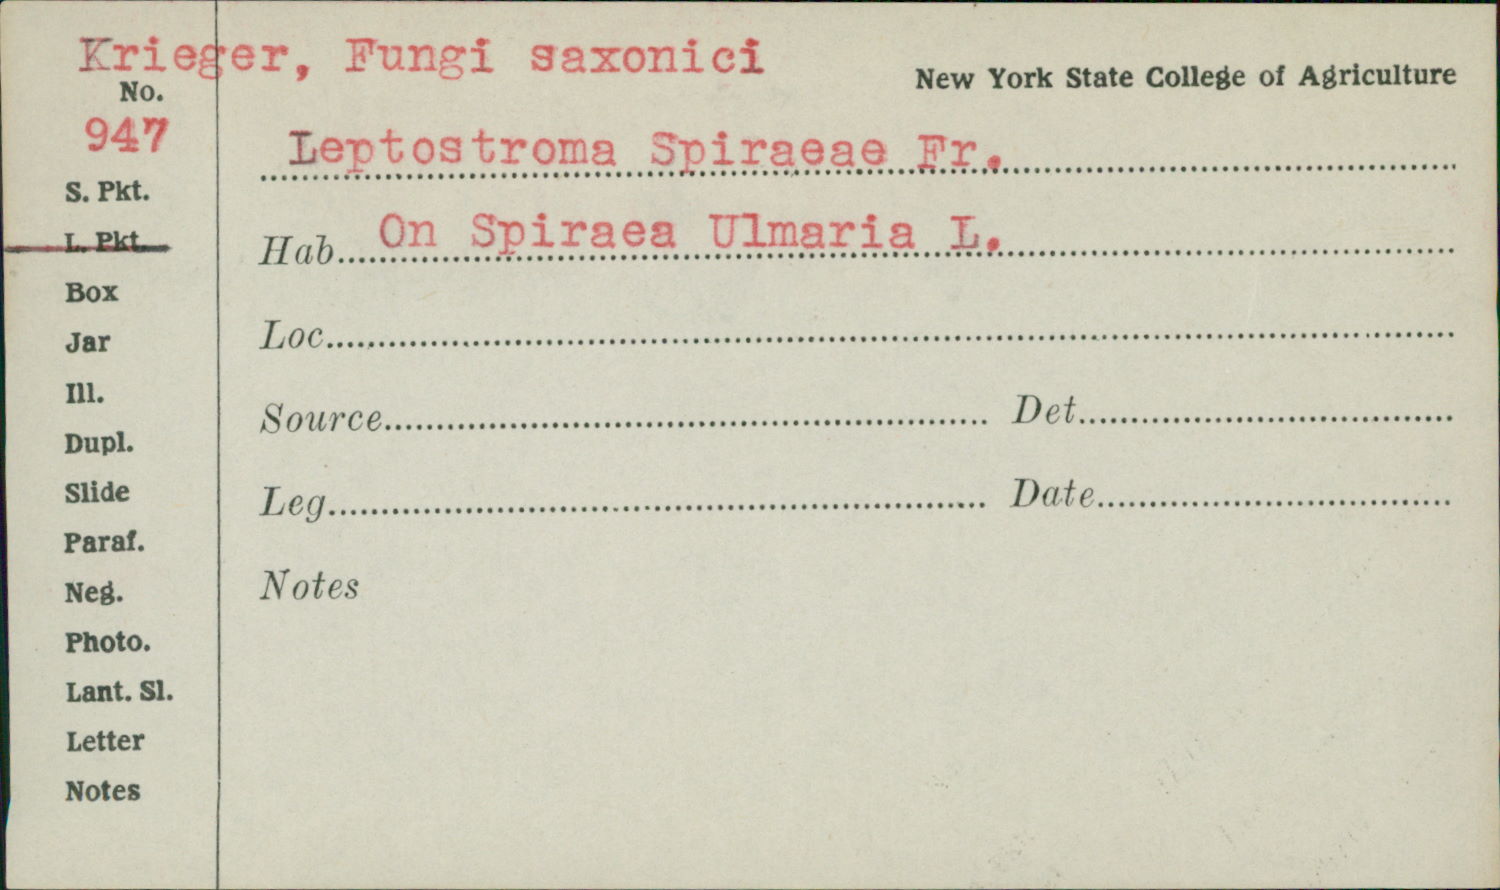 Krieger, Fungi saxonici
New York State College of Agriculture
No.
947
Leptostroma Spiraeae Fr.
S. Pkt.
L. Pkt.
Hab. On Spiraea Ulmaria L.
Box
Jar
Loc.
Ill.
Source Det.
Dupl.
Slide
Leg. Date
Paraf.
Neg.
Notes
Photo.
Lant. Sl.
Letter
Notes